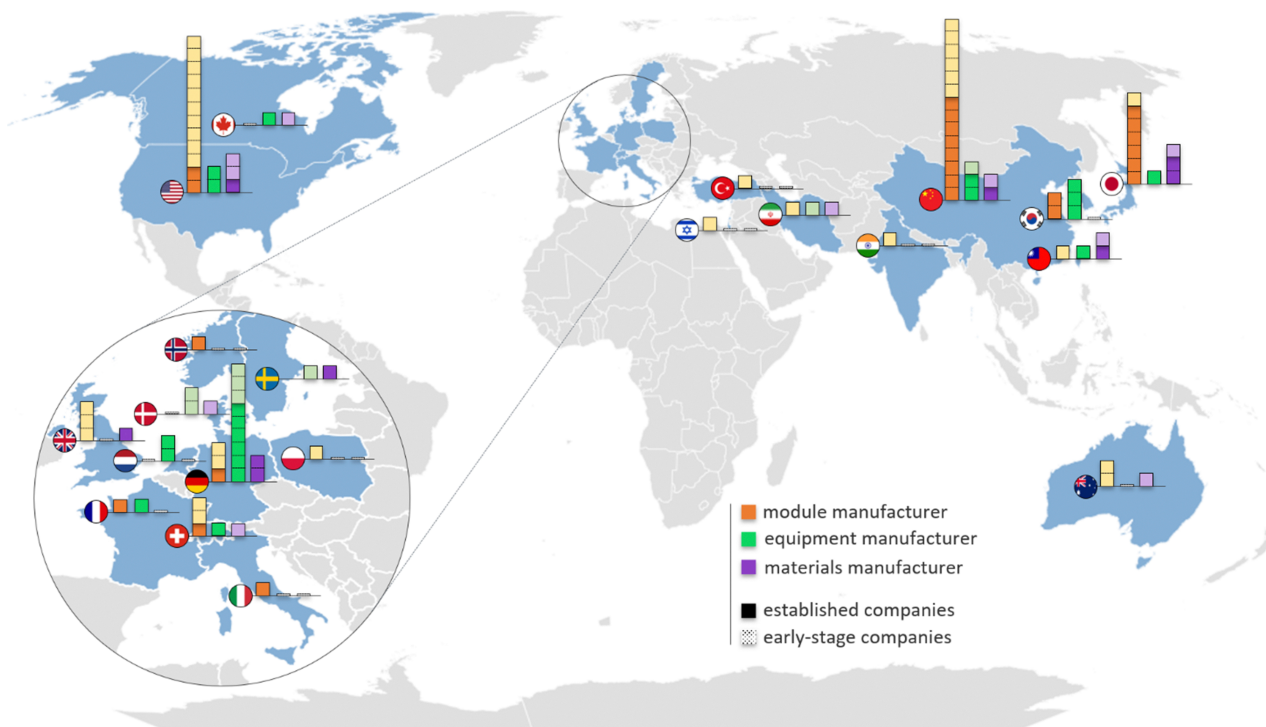 module manufacturer
equipment manufacturer
materials manufacturer
established companies
early-stage companies